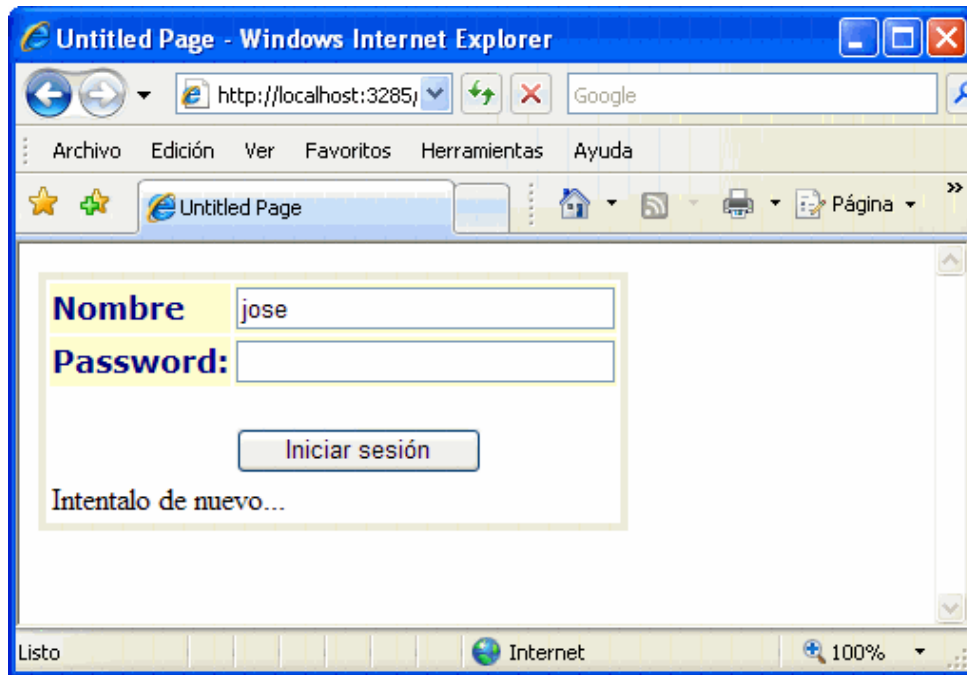 Untitled Page - Windows Internet Explorer
http://localhost:3285/
Google
Archivo Edición Ver Favoritos Herramientas Ayuda
Untitled Page
Página
Nombre jose
Password:
Iniciar sesión
Intentalo de nuevo...
Listo Internet 100%